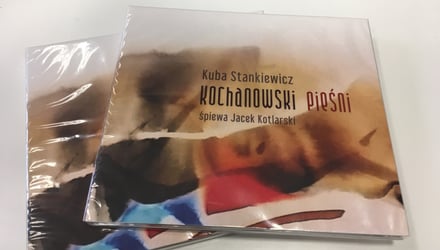 Kuba Stankiewicz
Kochanowski Pieśni
śpiewa Jacek Kotlarski